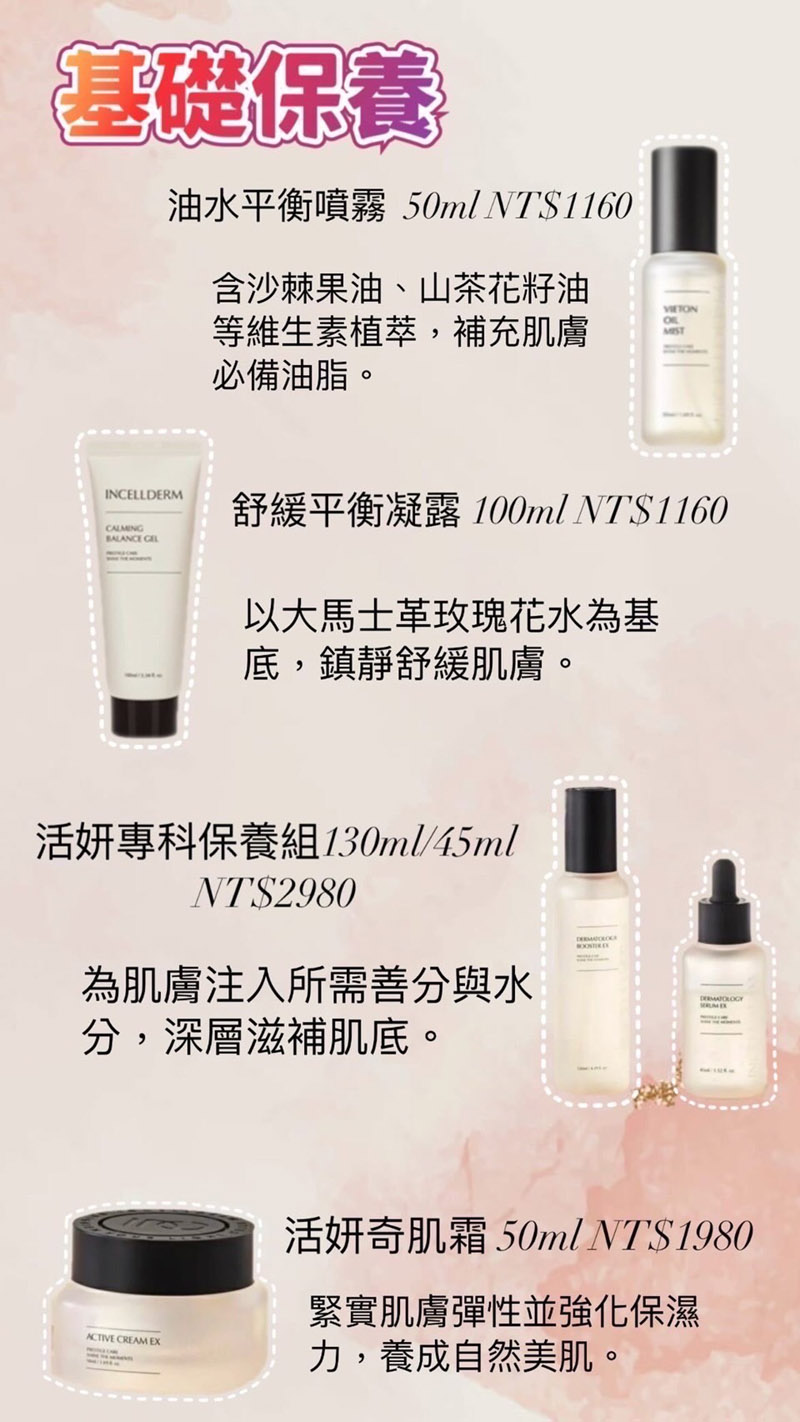 基礎保養
油水平衡噴霧 50ml NT$1160
含沙棘果油、山茶花籽油
等維生素植萃，補充肌膚
必備油脂。
VIETON
OIL
MIST
INCELLDERM
CALMING
BALANCE GEL
舒緩平衡凝露 100ml NT$1160
以大馬士革玫瑰花水為基
底，鎮靜舒緩肌膚。
活妍專科保養組130ml/45ml
NT$2980
為肌膚注入所需善分與水
分，深層滋補肌底。
DERMATOLOGY
BOOSTER EX
DERMATOLOGY
SERUM EX
活妍奇肌霜 50ml NT$1980
緊實肌膚彈性並強化保濕
力，養成自然美肌。
ACTIVE CREAM EX